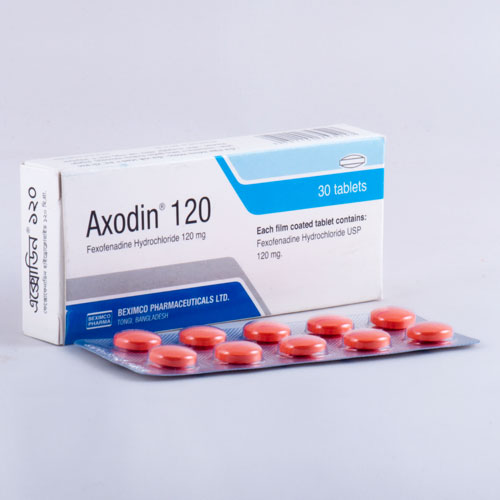 Axodin® 120
Fexofenadine Hydrochloride 120 mg
30 tablets
Each film coated tablet contains:
Fexofenadine Hydrochloride USP
120 mg.
BEXIMCO
PHARMA
BEXIMCO PHARMACEUTICALS LTD.
TONGI, BANGLADESH
এক্সোডিন® ১২০